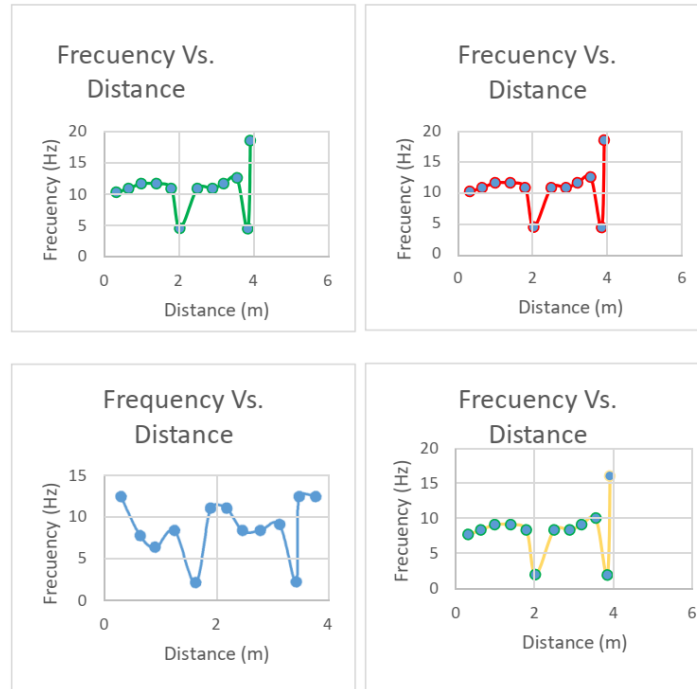 Frecuency Vs.
Distance
Frecuency (Hz)
20
15
10
5
0
0 2 4 6
Distance (m)
Frecuency Vs.
Distance
Frecuency (Hz)
20
15
10
5
0
0 2 4 6
Distance (m)
Frequency Vs.
Distance
Frequency (Hz)
15
10
5
0
0 2 4
Distance (m)
Frecuency Vs.
Distance
Frecuency (Hz)
20
15
10
5
0
0 2 4 6
Distance (m)